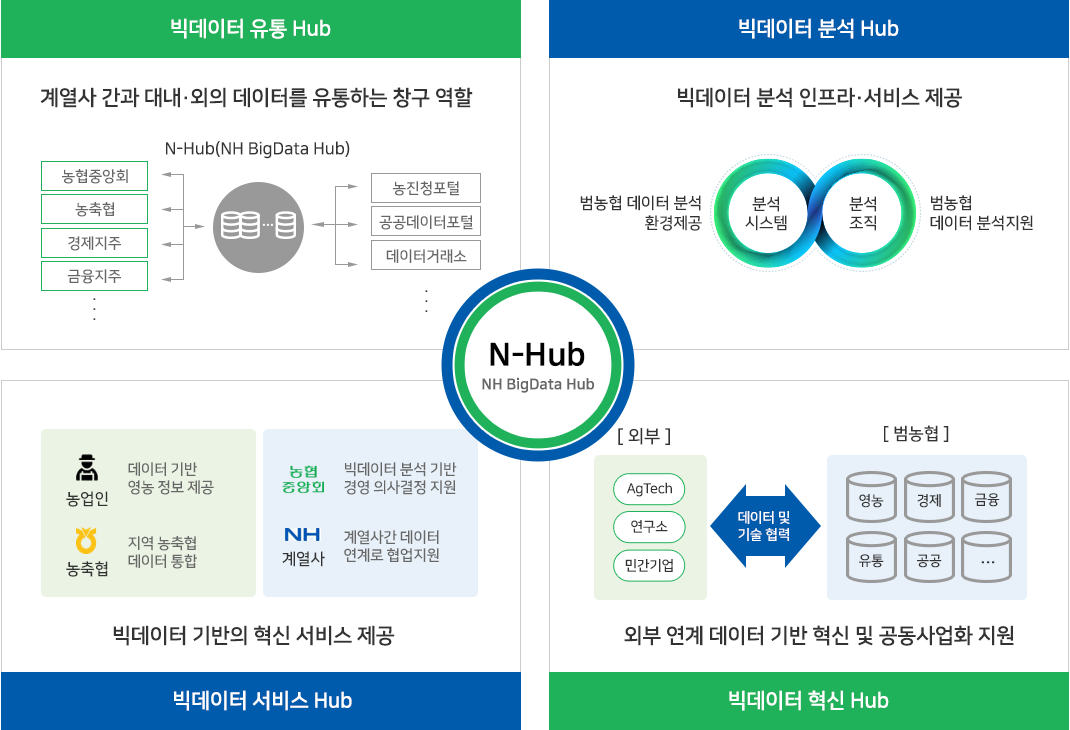 빅데이터 유통 Hub
계열사 간과 대내·외의 데이터를 유통하는 창구 역할
N-Hub(NH BigData Hub)
농협중앙회
농축협
경제지주
금융지주
농진청포털
공공데이터포털
데이터거래소
빅데이터 분석 Hub
빅데이터 분석 인프라·서비스 제공
범농협 데이터 분석
환경제공
분석
시스템
분석
조직
범농협
데이터 분석지원
N-Hub
NH BigData Hub
농업인
데이터 기반
영농 정보 제공
농축협
지역 농축협
데이터 통합
농협
중앙회
빅데이터 분석 기반
경영 의사결정 지원
NH
계열사
계열사간 데이터
연계로 협업지원
빅데이터 기반의 혁신 서비스 제공
빅데이터 서비스 Hub
[ 외부 ]
AgTech
연구소
민간기업
데이터 및
기술 협력
[ 범농협 ]
영농
경제
금융
유통
공공
...
외부 연계 데이터 기반 혁신 및 공동사업화 지원
빅데이터 혁신 Hub